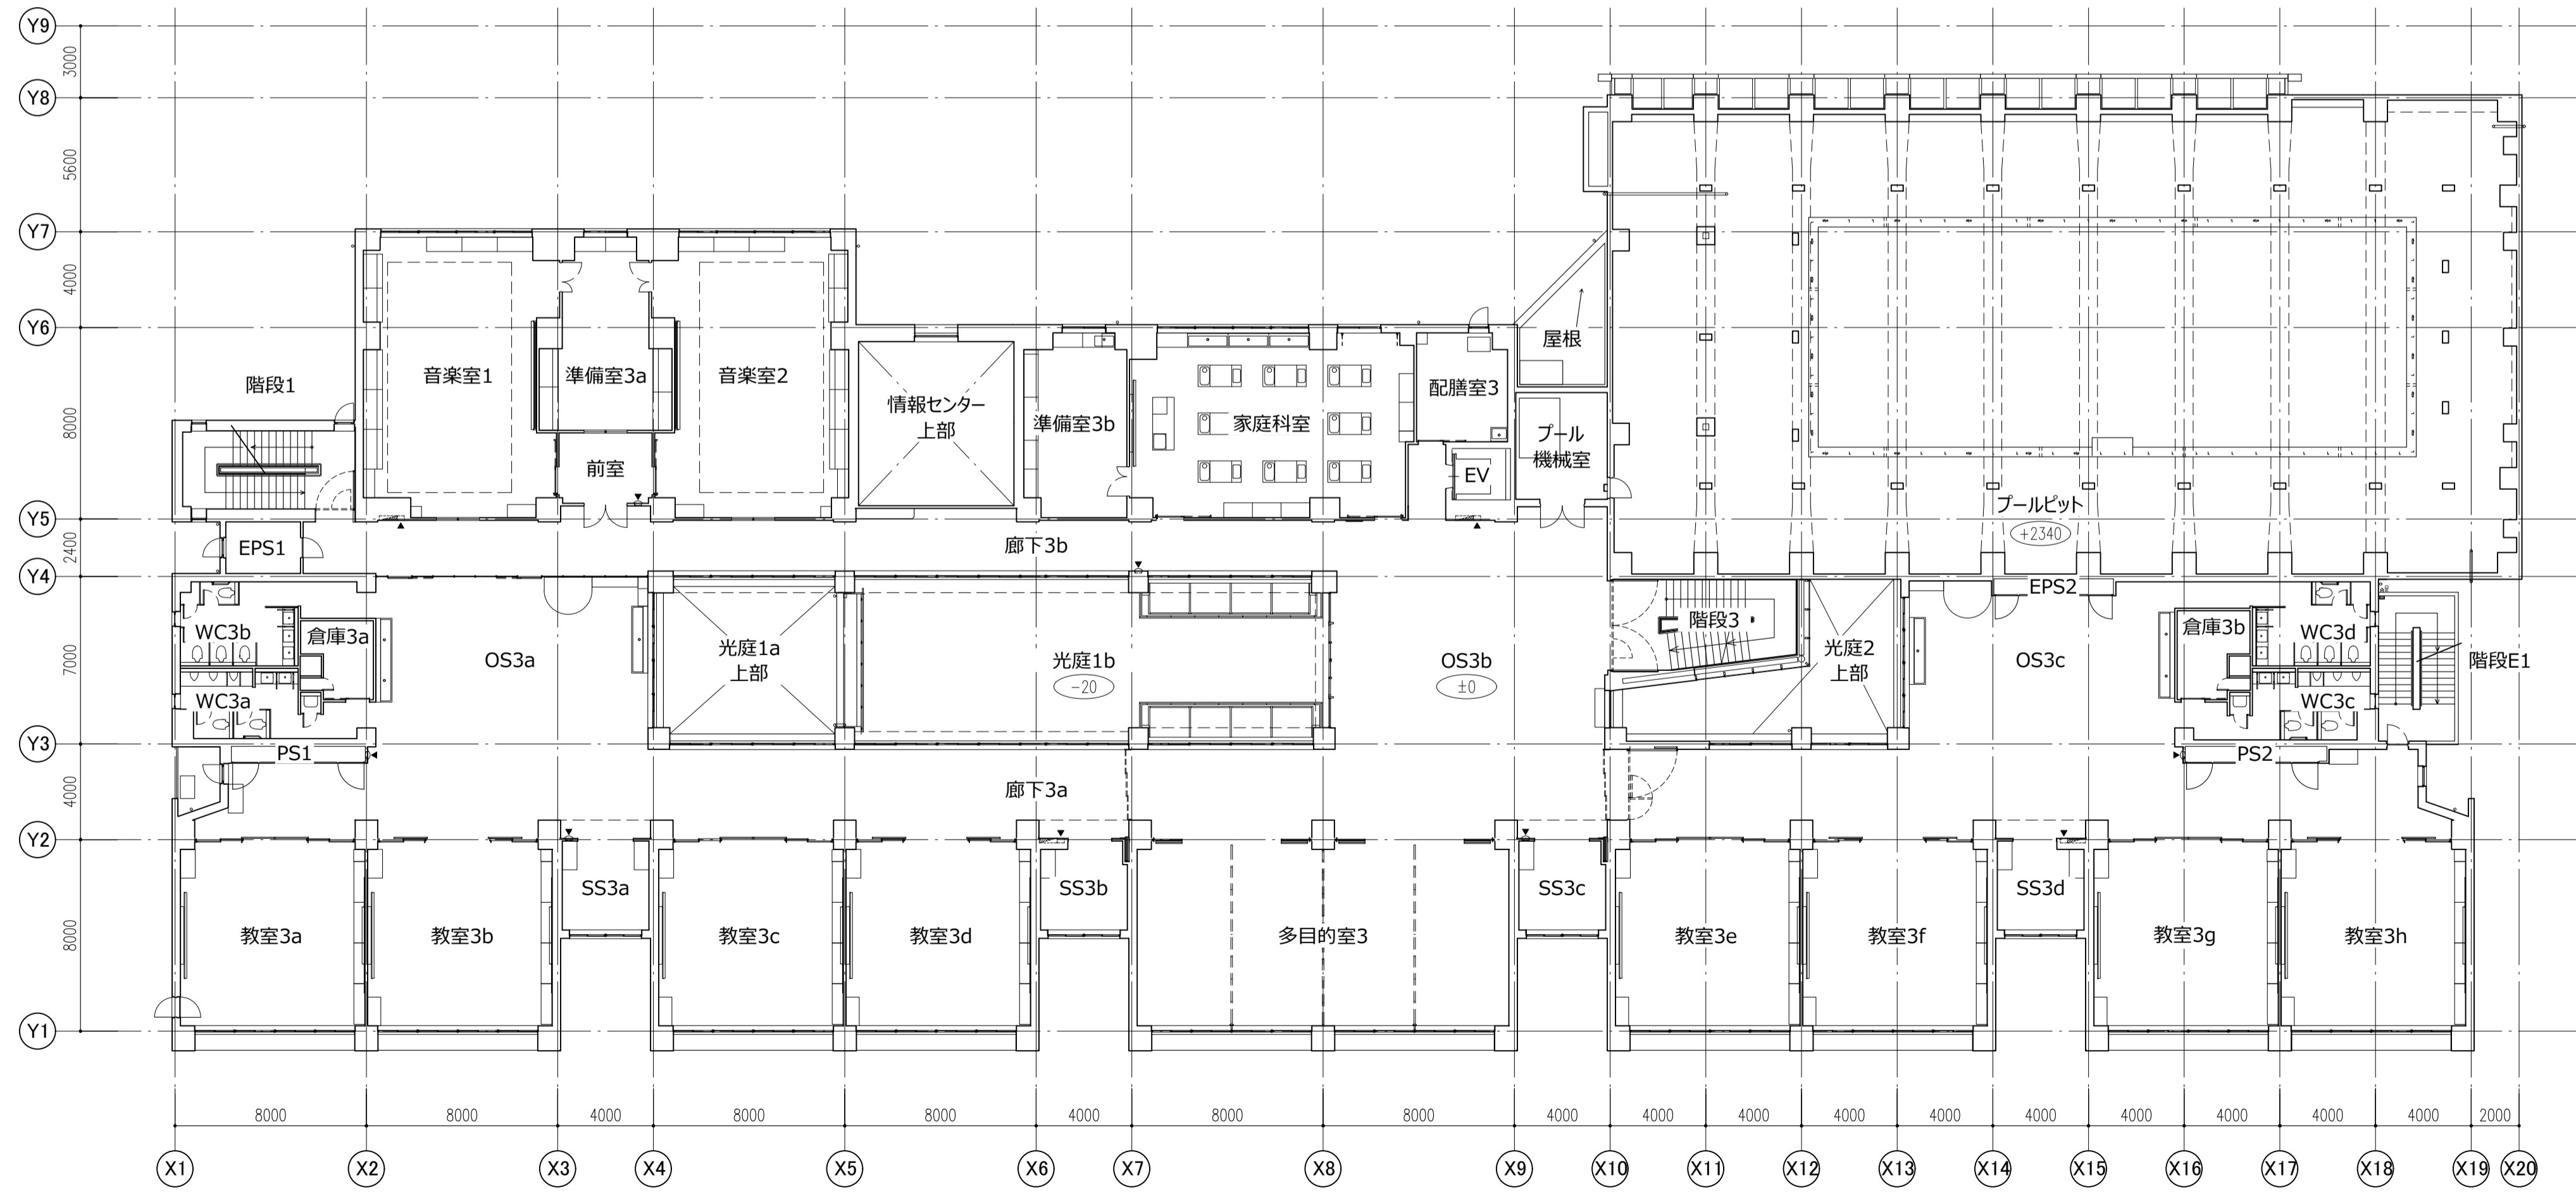 Y9
3000
Y8
5600
Y7
4000
Y6
8000
Y5
2400
Y4
7000
Y3
4000
Y2
8000
Y1
階段1
音楽室1
準備室3a
音楽室2
前室
情報センター
上部
準備室3b
家庭科室
配膳室3
EV
屋根
プール
機械室
プールピット
+2340
EPS1
廊下3b
WC3b
倉庫3a
WC3a
PS1
OS3a
光庭1a
上部
光庭1b
-20
OS3b
±0
階段3
光庭2
上部
EPS2
OS3c
倉庫3b
WC3d
WC3c
階段E1
PS2
廊下3a
教室3a
教室3b
SS3a
教室3c
教室3d
SS3b
多目的室3
SS3c
教室3e
教室3f
SS3d
教室3g
教室3h
8000 8000 4000 8000 8000 4000 8000 8000 4000 4000 4000 4000 4000 4000 4000 4000 4000 4000 2000
X1 X2 X3 X4 X5 X6 X7 X8 X9 X10 X11 X12 X13 X14 X15 X16 X17 X18 X19 X20